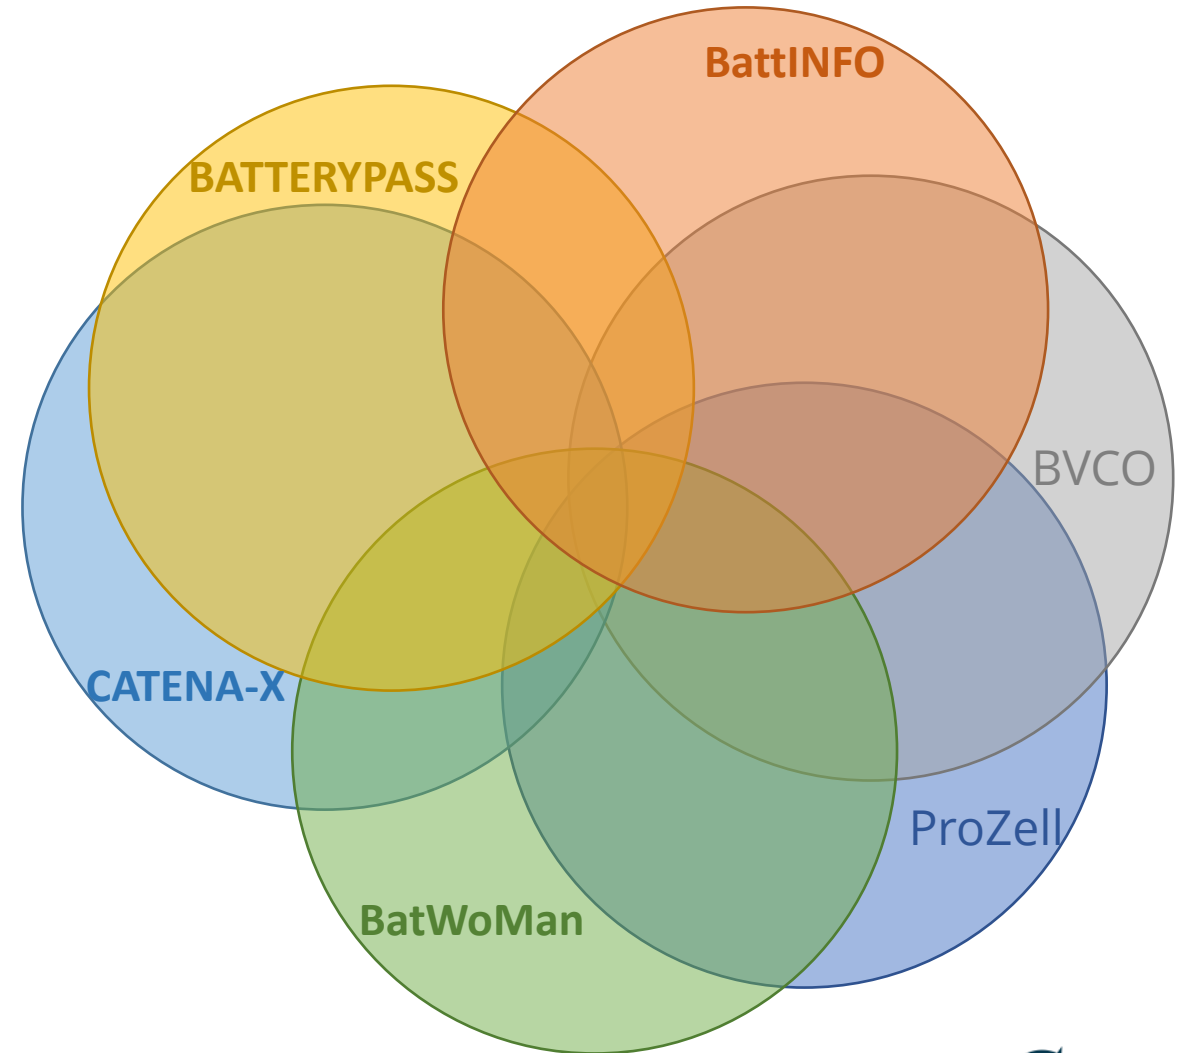 BattINFO
BATTERYPASS
BVCO
CATENA-X
ProZell
BatWoMan